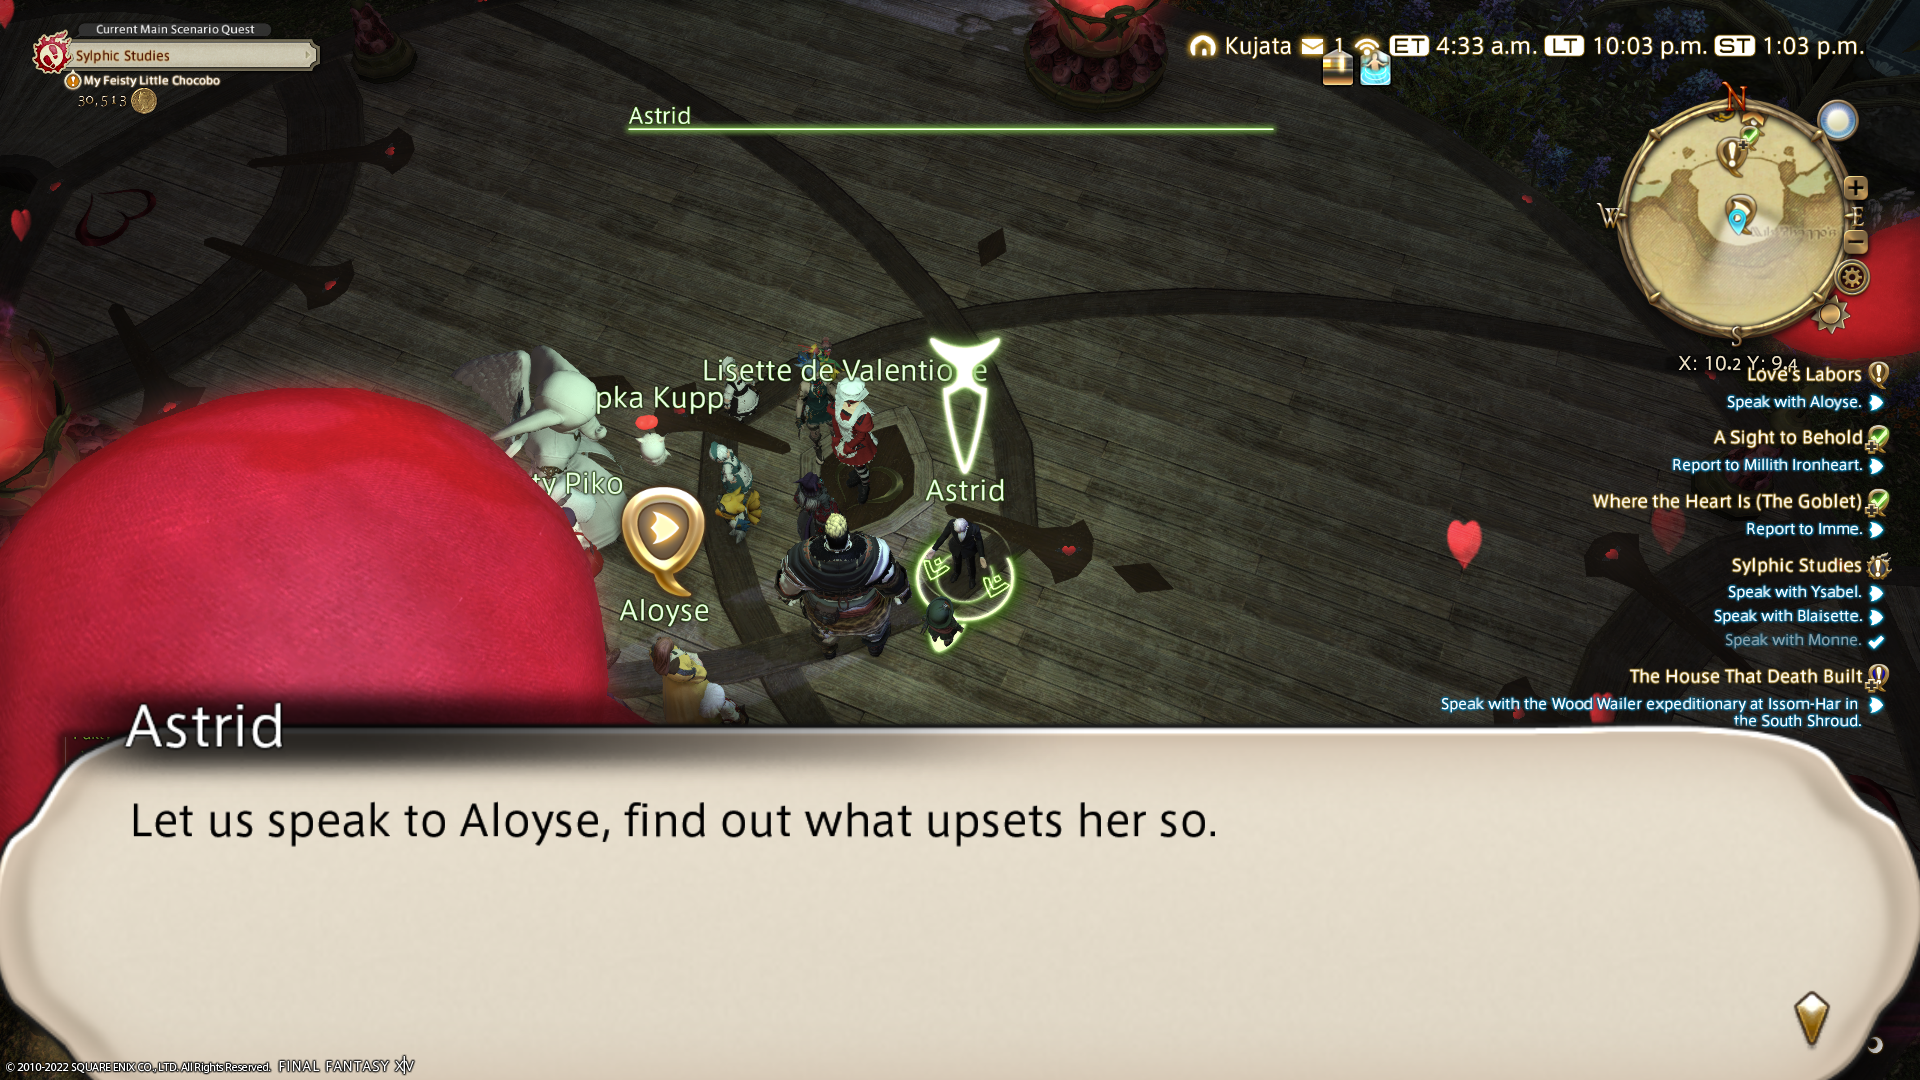 Current Main Scenario Quest
Sylphic Studies
My Feisty Little Chocobo
30,513
Kujata 1 ET 4:33 a.m. LT 10:03 p.m. ST 1:03 p.m.
Astrid
N
W
E
S
X: 10.2 Y: 9.4
Love's Labors
Speak with Aloyse.
A Sight to Behold
Report to Millith Ironheart.
Where the Heart Is (The Goblet)
Report to Imme.
Sylphic Studies
Speak with Ysabel.
Speak with Blaisette.
Speak with Monne.
The House That Death Built
Speak with the Wood Wailer expeditionary at Issom-Har in
the South Shroud.
Lisette de Valentio e
pka Kupp
ty Piko
Astrid
Aloyse
Astrid
Let us speak to Aloyse, find out what upsets her so.
© 2010-2022 SQUARE ENIX CO., LTD. All Rights Reserved. FINAL FANTASY XIV